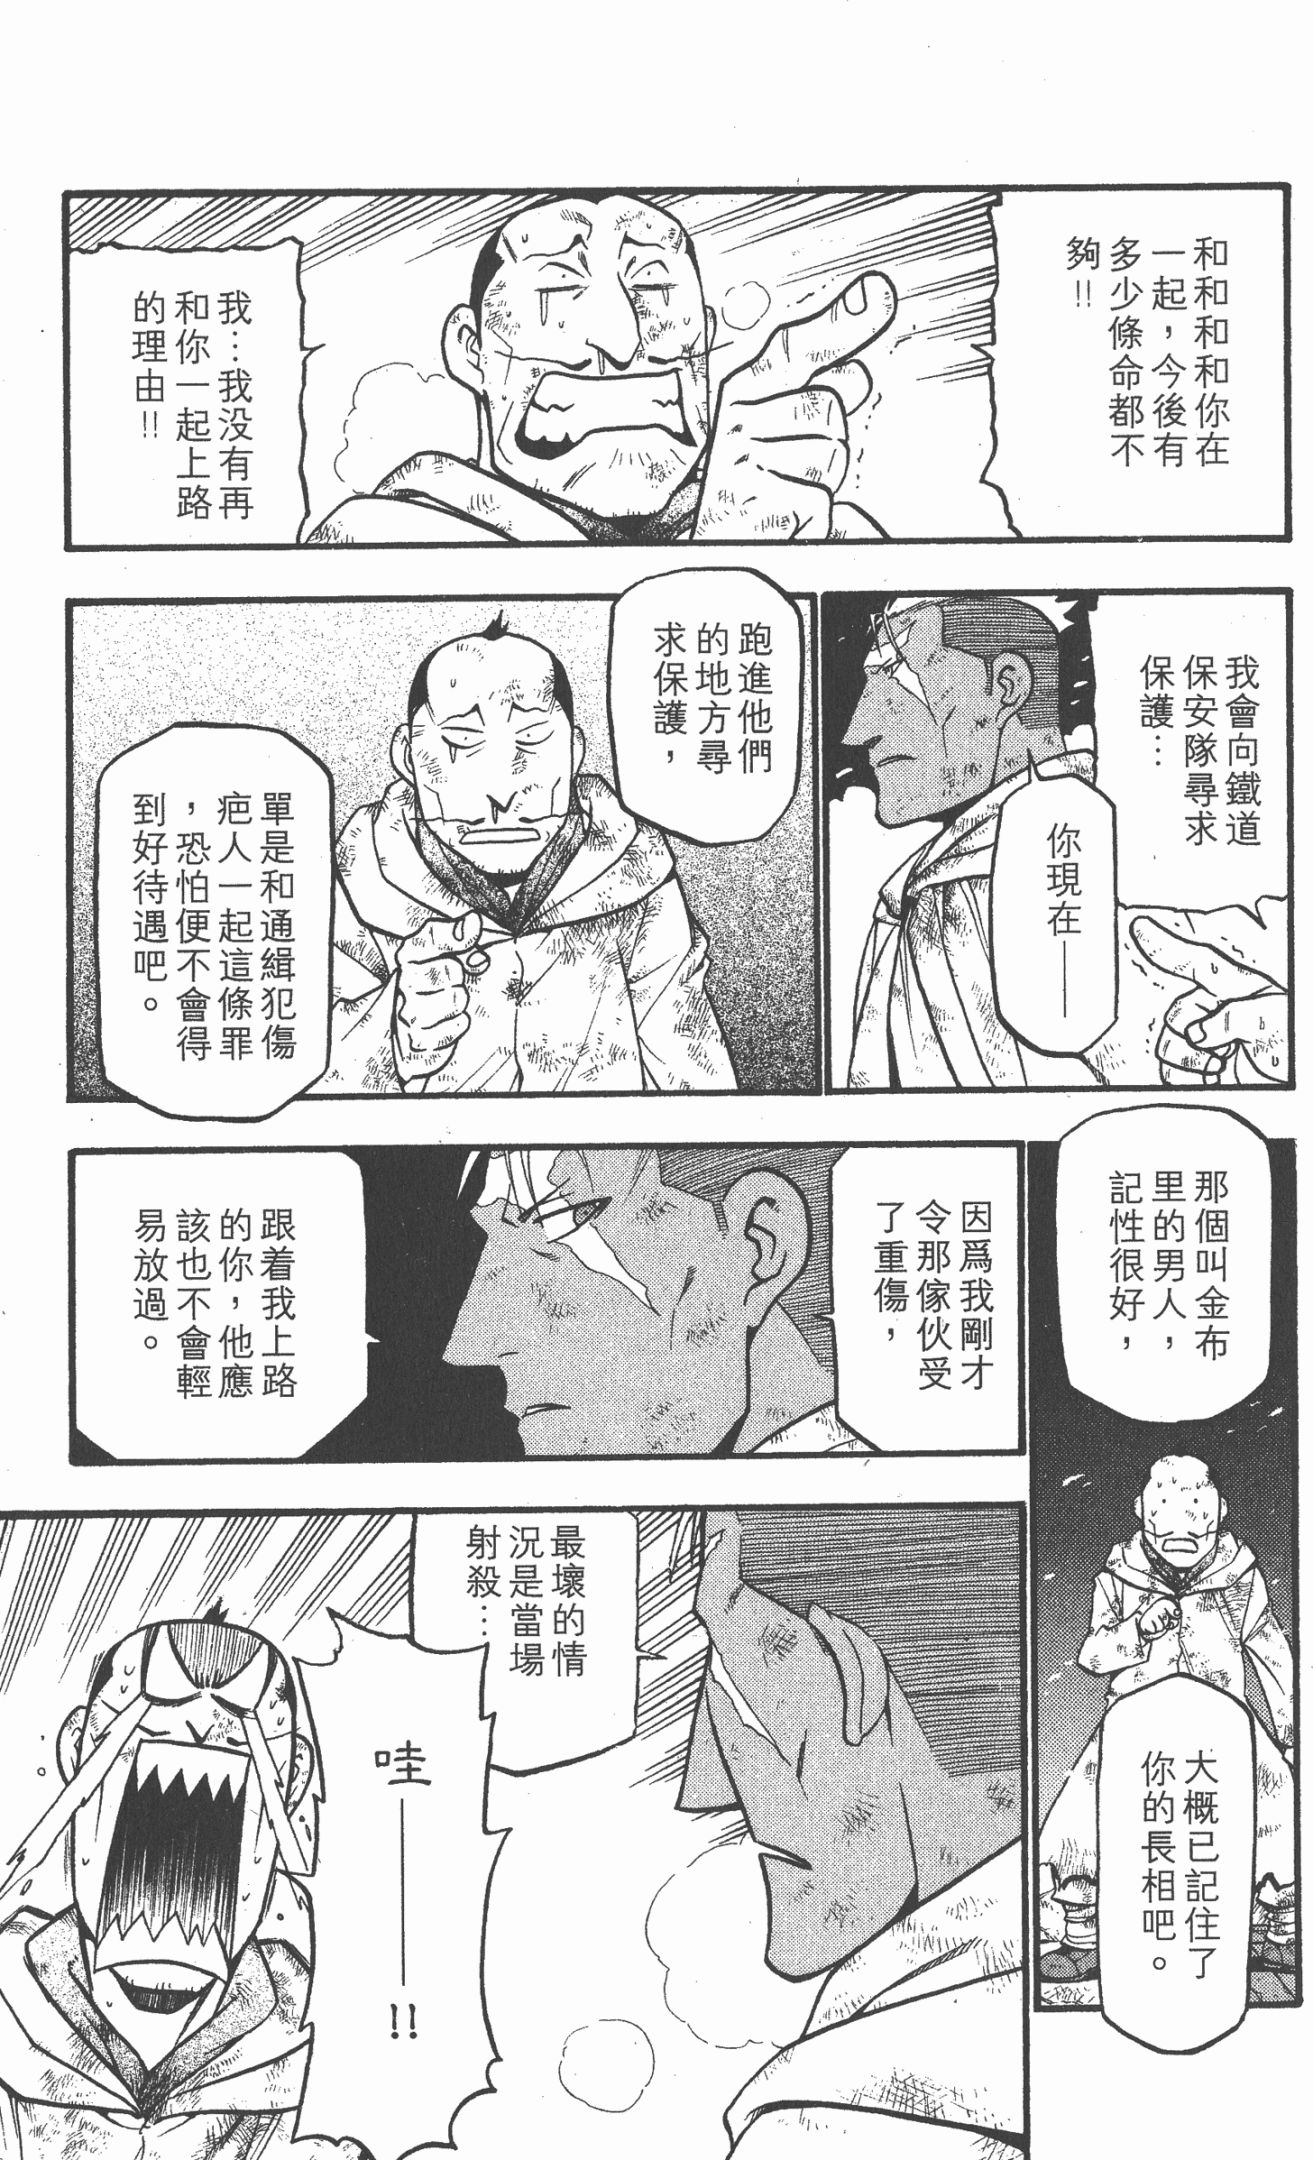 和和和和你在
一起，今後有
多少條命都不
夠!!
我…我没有再
和你一起上路
的理由!!
我會向鐵道
保安隊尋求
保護…
你現在——
跑進他們
的地方尋
求保護，
單是和通緝犯傷
疤人一起這條罪
，恐怕便不會得
到好待遇吧。
那個叫金布
里的男人，
記性很好，
大概已記住了
你的長相吧。
因爲我剛才
令那傢伙受
了重傷，
跟着我上路
的你，他應
該也不會輕
易放過。
最壞的情
況是當場
射殺…
哇——!!